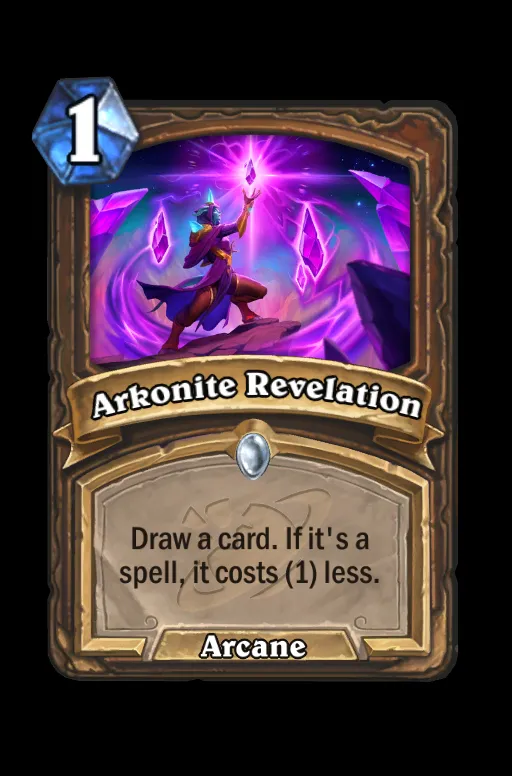 1
Arkonite Revelation
Draw a card. If it's a
spell, it costs (1) less.
Arcane